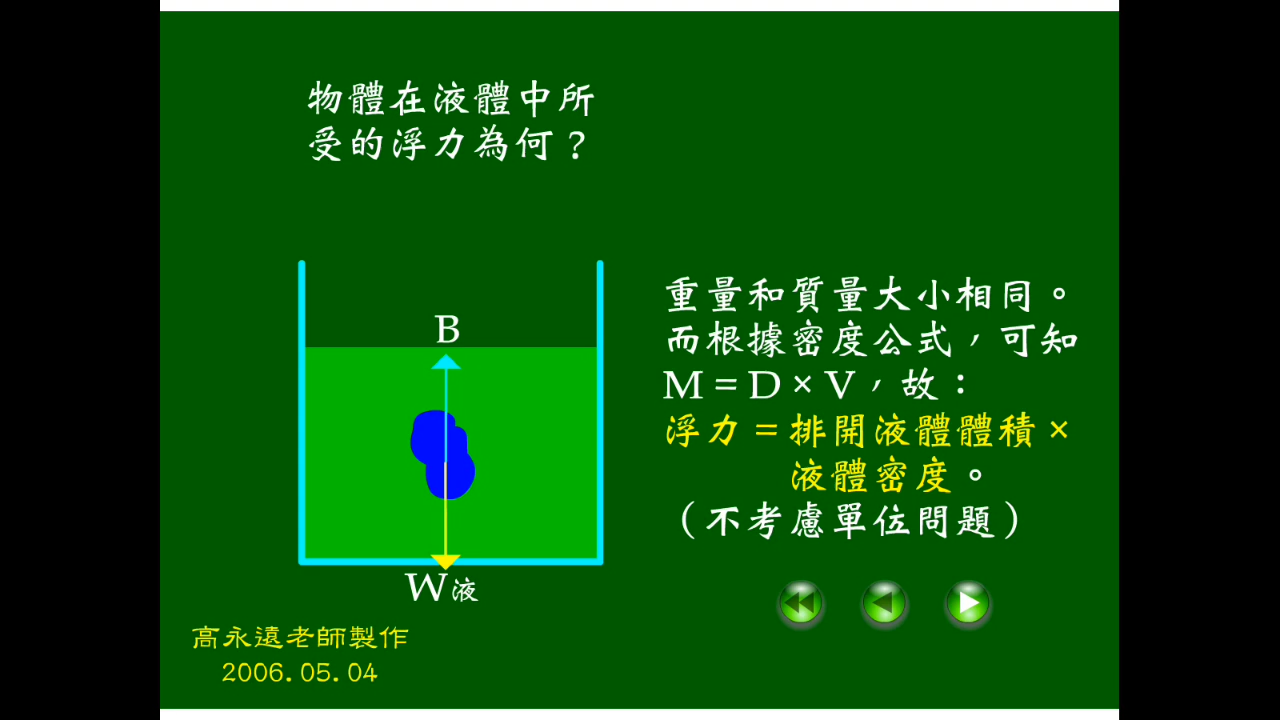 物體在液體中所
受的浮力為何？
B
W液
重量和質量大小相同。
而根據密度公式，可知
M＝D×V，故：
浮力＝排開液體體積×
液體密度。
（不考慮單位問題）
高永遠老師製作
2006.05.04